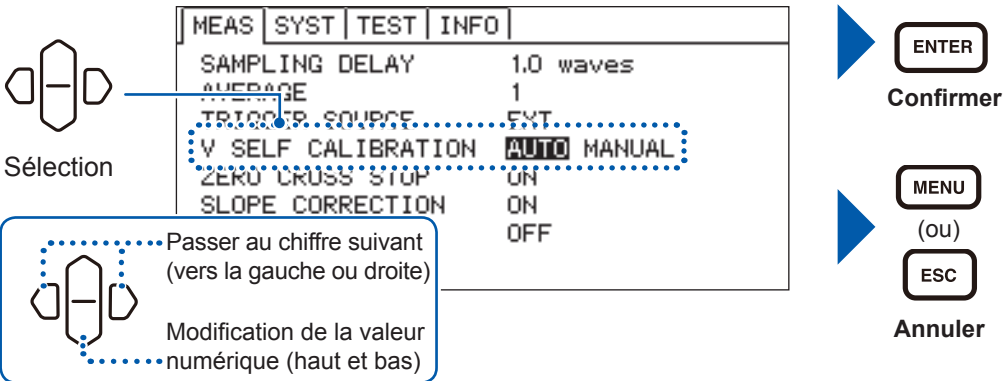 MEAS SYST TEST INFO
SAMPLING DELAY 1.0 waves
AVERAGE 1
TRIGGER SOURCE EXT
V SELF CALIBRATION AUTO MANUAL
ZERO CROSS STOP ON
SLOPE CORRECTION ON
OFF
Sélection
Passer au chiffre suivant
(vers la gauche ou droite)
Modification de la valeur
numérique (haut et bas)
ENTER
Confirmer
MENU
(ou)
ESC
Annuler